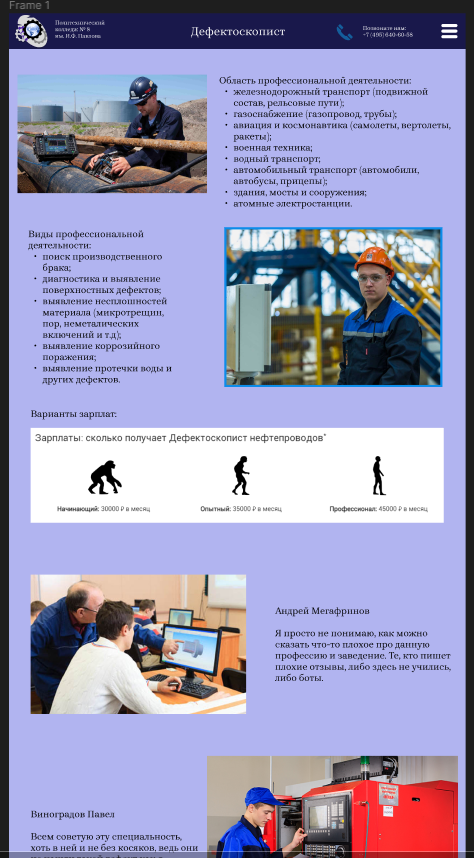 Frame 1
Политехнический
колледж № 8
им. И.Ф. Павлова
Дефектоскопист
Позвоните нам:
+7 (495) 640-60-58
Область профессиональной деятельности:
• железнодорожный транспорт (подвижной
состав, рельсовые пути);
• газоснабжение (газопровод, трубы);
• авиация и космонавтика (самолеты, вертолеты,
ракеты);
• военная техника;
• водный транспорт;
• автомобильный транспорт (автомобили,
автобусы, прицепы);
• здания, мосты и сооружения;
• атомные электростанции.
Виды профессиональной
деятельности:
• поиск производственного
брака;
• диагностика и выявление
поверхностных дефектов;
• выявление несплошностей
материала (микротрещин,
пор, неметалических
включений и т.д);
• выявление коррозийного
поражения;
• выявление протечки воды и
других дефектов.
Варианты зарплат:
Зарплаты: сколько получает Дефектоскопист нефтепроводов*
Начинающий: 30000 ₽ в месяц
Опытный: 35000 ₽ в месяц
Профессионал: 45000 ₽ в месяц
Андрей Мегафринов
Я просто не понимаю, как можно
сказать что-то плохое про данную
профессию и заведение. Те, кто пишет
плохие отзывы, либо здесь не учились,
либо боты.
Виноградов Павел
Всем советую эту специальность,
хоть в ней и не без косяков, ведь они